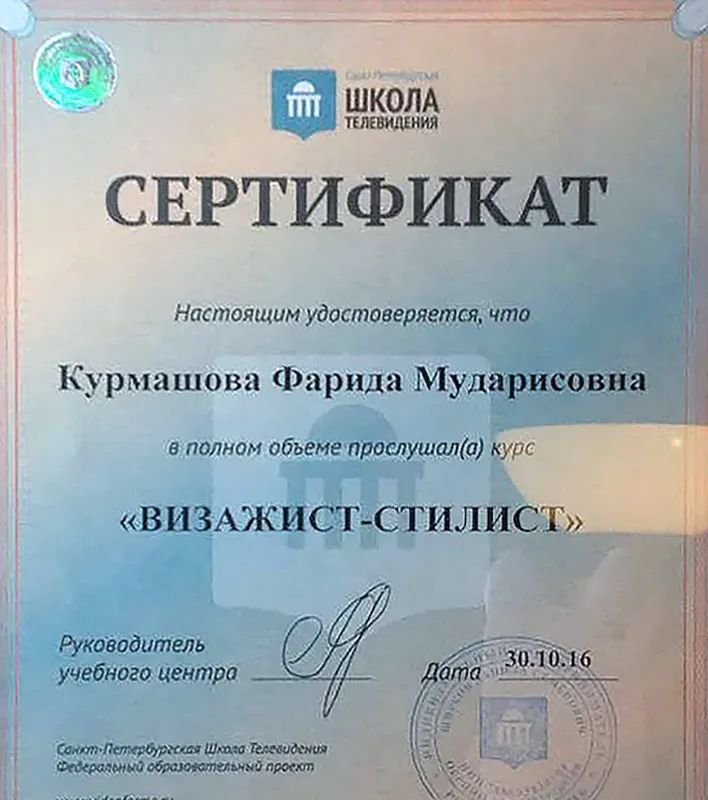 Санкт-Петербургская
ШКОЛА
ТЕЛЕВИДЕНИЯ
СЕРТИФИКАТ
Настоящим удостоверяется, что
Курмашова Фарида Мударисовна
в полном объеме прослушал(а) курс
«ВИЗАЖИСТ-СТИЛИСТ»
Руководитель
учебного центра
Дата 30.10.16
Санкт-Петербургская Школа Телевидения
Федеральный образовательный проект